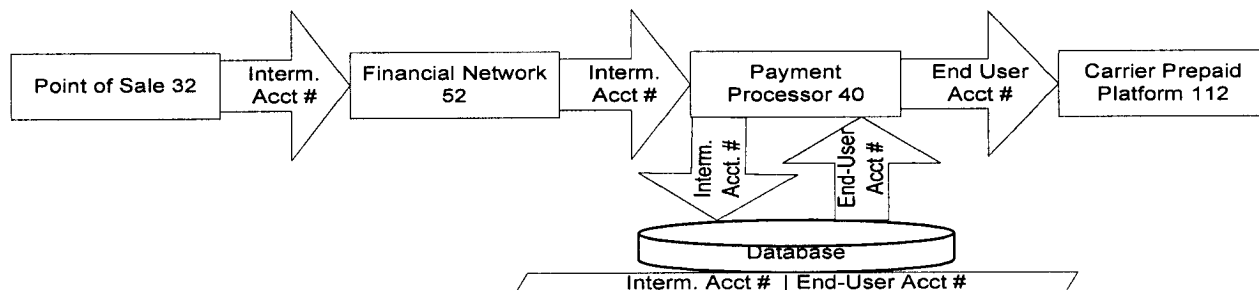 Point of Sale 32
Interm.
Acct #
Financial Network
52
Interm.
Acct #
Payment
Processor 40
End User
Acct #
Carrier Prepaid
Platform 112
Interm.
Acct. #
End-User
Acct #
Database
Interm. Acct # | End-User Acct #